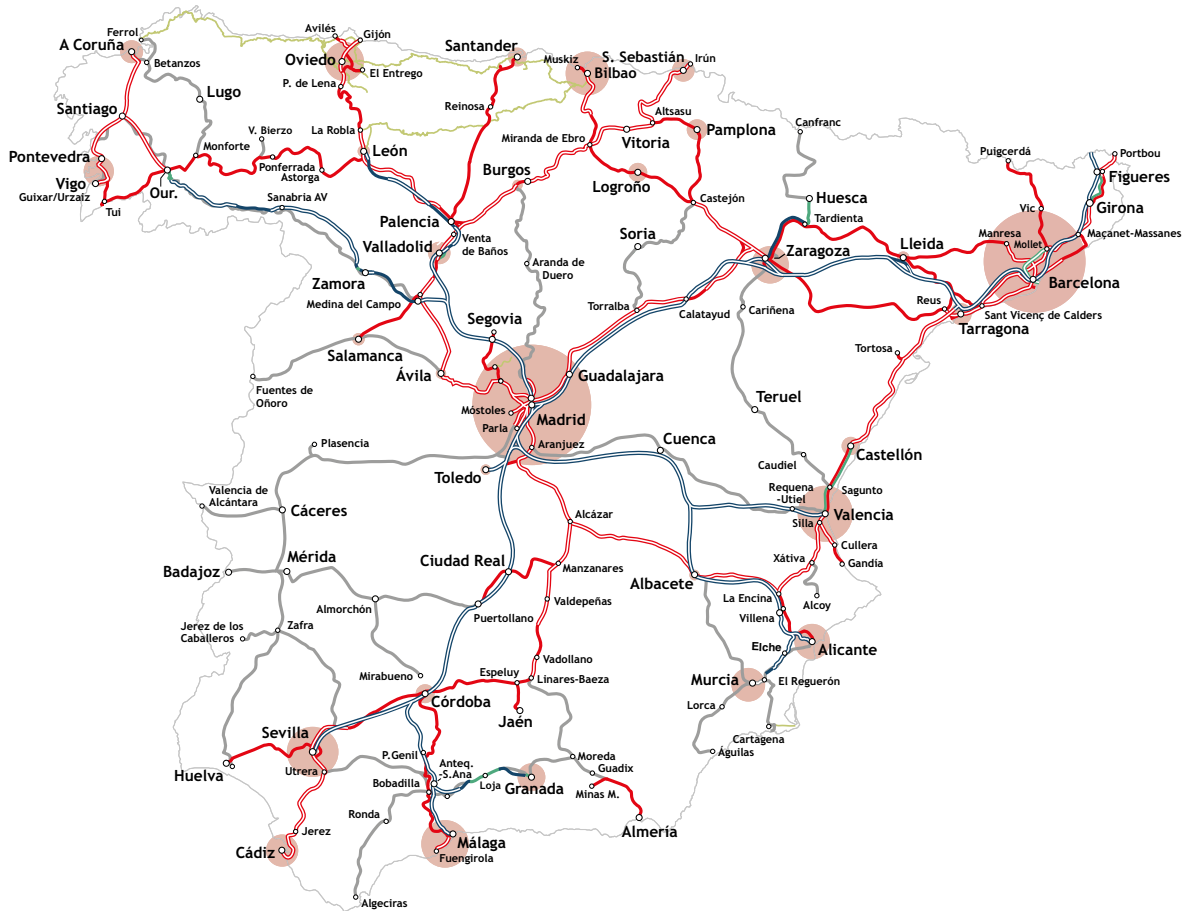 Ferrol
A Coruña
Betanzos
Avilés
Gijón
Oviedo
El Entrego
P. de Lena
Santander
Muskiz
Bilbao
S. Sebastián
Irún
Lugo
Santiago
Reinosa
Altsasu
Pamplona
Canfranc
La Robla
V. Bierzo
Monforte
León
Miranda de Ebro
Vitoria
Puigcerdá
Portbou
Pontevedra
Vigo
Guixar/Urzaiz
Our.
Ponferrada
Astorga
Burgos
Logroño
Figueres
Tui
Sanabria AV
Castejón
Huesca
Tardienta
Vic
Girona
Palencia
Valladolid
Venta
de Baños
Soria
Manresa
Mollet
Maçanet-Massanes
Zaragoza
Lleida
Aranda de
Duero
Zamora
Medina del Campo
Barcelona
Torralba
Calatayud
Cariñena
Reus
Sant Vicenç de Calders
Tarragona
Segovia
Salamanca
Ávila
Tortosa
Guadalajara
Fuentes de
Oñoro
Móstoles
Madrid
Parla
Teruel
Aranjuez
Plasencia
Cuenca
Castellón
Toledo
Caudiel
Valencia de
Alcántara
Requena
-Utiel
Sagunto
Cáceres
Valencia
Alcázar
Silla
Cullera
Xátiva
Gandía
Badajoz
Mérida
Ciudad Real
Manzanares
Albacete
La Encina
Alcoy
Almorchón
Valdepeñas
Villena
Puertollano
Jerez de los
Caballeros
Zafra
Elche
Alicante
Mirabueno
Espeluy
Vadollano
Linares-Baeza
Murcia
El Reguerón
Córdoba
Jaén
Lorca
Sevilla
Cartagena
Águilas
P.Genil
Anteq.
-S.Ana
Moreda
Huelva
Utrera
Bobadilla
Loja
Granada
Guadix
Minas M.
Ronda
Almería
Jerez
Málaga
Cádiz
Fuengirola
Algeciras